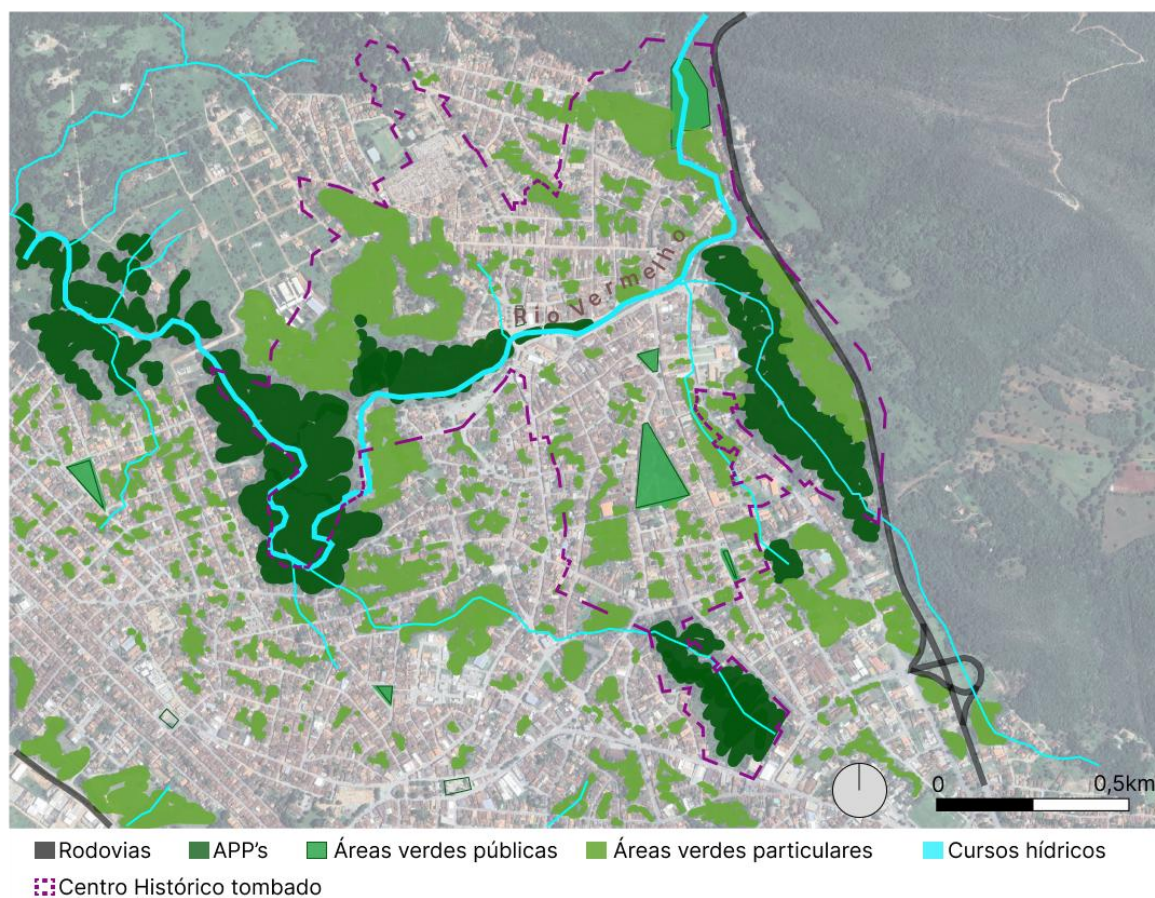 Rio Vermelho
0 0,5km
Rodovias APP's Áreas verdes públicas Áreas verdes particulares Cursos hídricos
Centro Histórico tombado